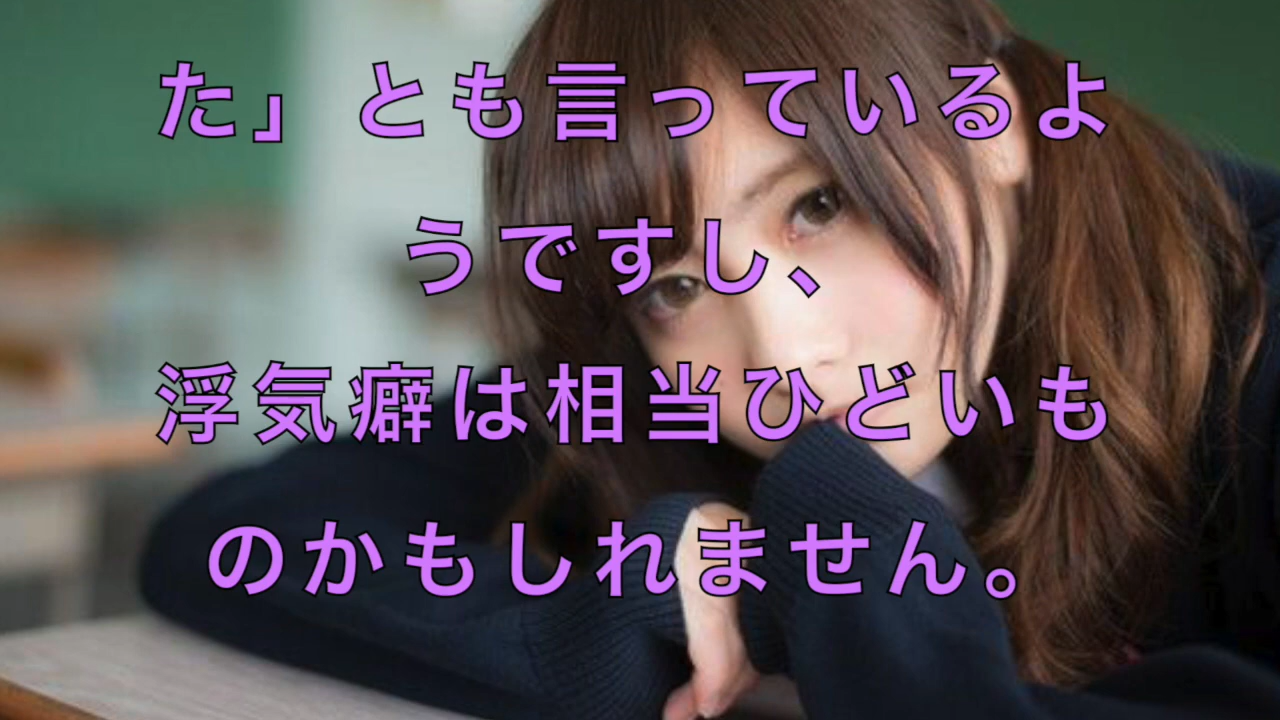 た」とも言っているよ
うですし、
浮気癖は相当ひどいも
のかもしれません。